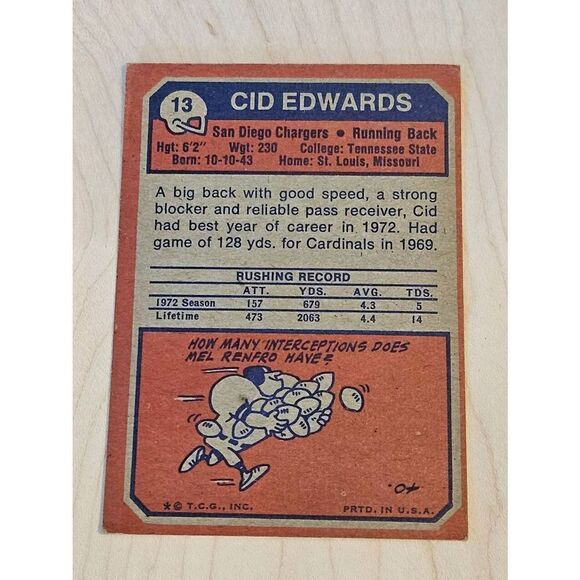 13
CID EDWARDS
San Diego Chargers ● Running Back
Hgt: 6'2" Wgt: 230 College: Tennessee State
Born: 10-10-43 Home: St. Louis, Missouri
A big back with good speed, a strong
blocker and reliable pass receiver, Cid
had best year of career in 1972. Had
game of 128 yds. for Cardinals in 1969.
RUSHING RECORD
ATT. YDS. AVG. TDS.
1972 Season 157 679 4.3 5
Lifetime 473 2063 4.4 14
HOW MANY INTERCEPTIONS DOES
MEL RENFRO HAVE?
40.
* © T.C.G., INC. PRTD. IN U.S.A.